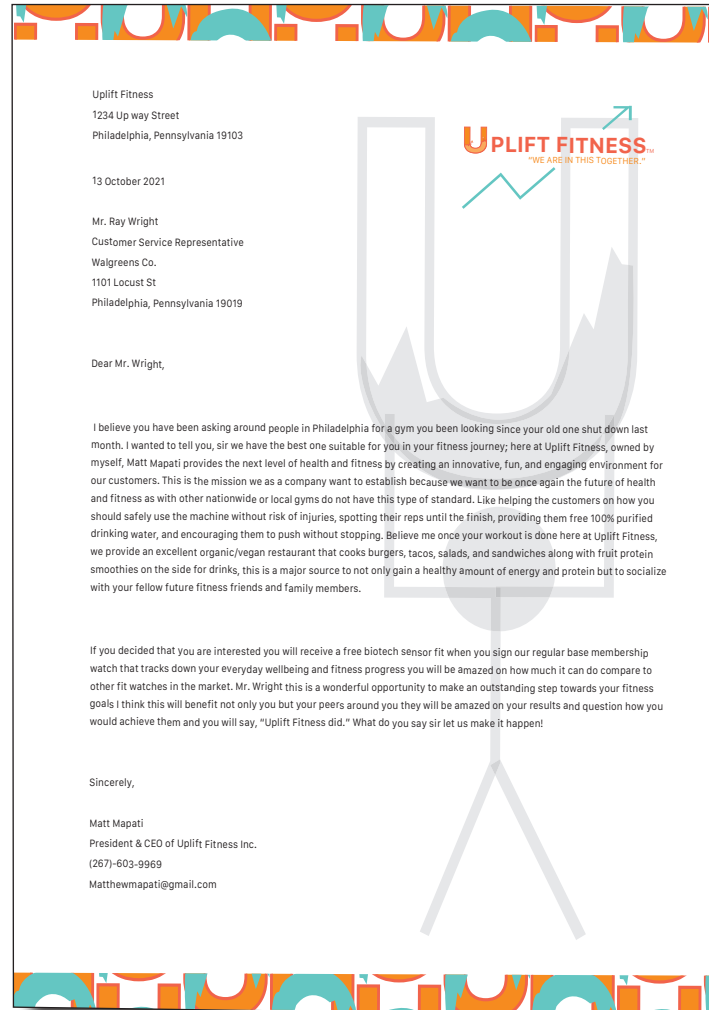 Uplift Fitness
1234 Up way Street
Philadelphia, Pennsylvania 19103
UPLIFT FITNESS™
"WE ARE IN THIS TOGETHER."
13 October 2021
Mr. Ray Wright
Customer Service Representative
Walgreens Co.
1101 Locust St
Philadelphia, Pennsylvania 19019
Dear Mr. Wright,
I believe you have been asking around people in Philadelphia for a gym you been looking since your old one shut down last
month. I wanted to tell you, sir we have the best one suitable for you in your fitness journey; here at Uplift Fitness, owned by
myself, Matt Mapati provides the next level of health and fitness by creating an innovative, fun, and engaging environment for
our customers. This is the mission we as a company want to establish because we want to be once again the future of health
and fitness as with other nationwide or local gyms do not have this type of standard. Like helping the customers on how you
should safely use the machine without risk of injuries, spotting their reps until the finish, providing them free 100% purified
drinking water, and encouraging them to push without stopping. Believe me once your workout is done here at Uplift Fitness,
we provide an excellent organic/vegan restaurant that cooks burgers, tacos, salads, and sandwiches along with fruit protein
smoothies on the side for drinks, this is a major source to not only gain a healthy amount of energy and protein but to socialize
with your fellow future fitness friends and family members.
If you decided that you are interested you will receive a free biotech sensor fit when you sign our regular base membership
watch that tracks down your everyday wellbeing and fitness progress you will be amazed on how much it can do compare to
other fit watches in the market. Mr. Wright this is a wonderful opportunity to make an outstanding step towards your fitness
goals I think this will benefit not only you but your peers around you they will be amazed on your results and question how you
would achieve them and you will say, "Uplift Fitness did." What do you say sir let us make it happen!
Sincerely,
Matt Mapati
President & CEO of Uplift Fitness Inc.
(267)-603-9969
Matthewmapati@gmail.com